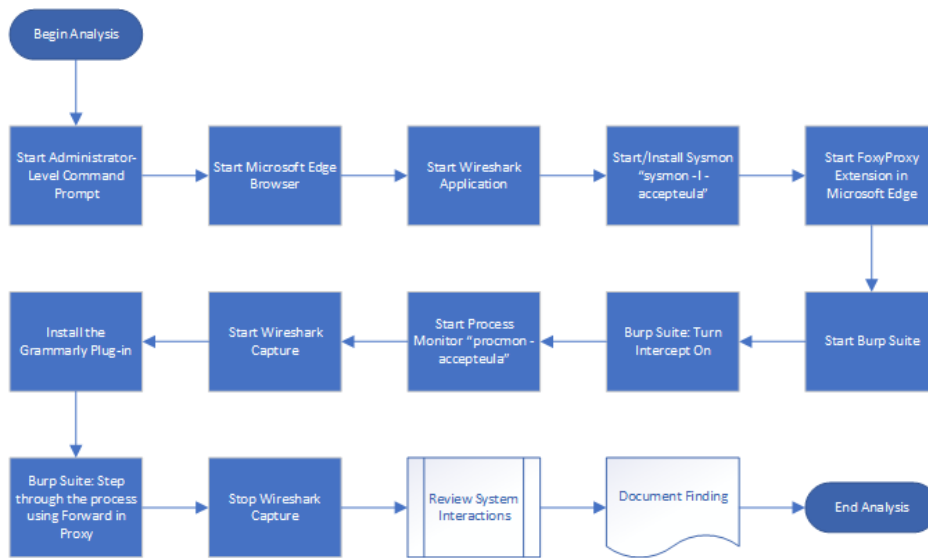 Begin Analysis
Start Administrator-
Level Command
Prompt
Start Microsoft Edge
Browser
Start Wireshark
Application
Start/Install Sysmon
“sysmon -I -
accepteula”
Start FoxyProxy
Extension in
Microsoft Edge
Start Burp Suite
Burp Suite: Turn
Intercept On
Start Process
Monitor “procmon -
accepteula”
Start Wireshark
Capture
Install the
Grammarly Plug-in
Burp Suite: Step
through the process
using Forward in
Proxy
Stop Wireshark
Capture
Review System
Interactions
Document Finding
End Analysis